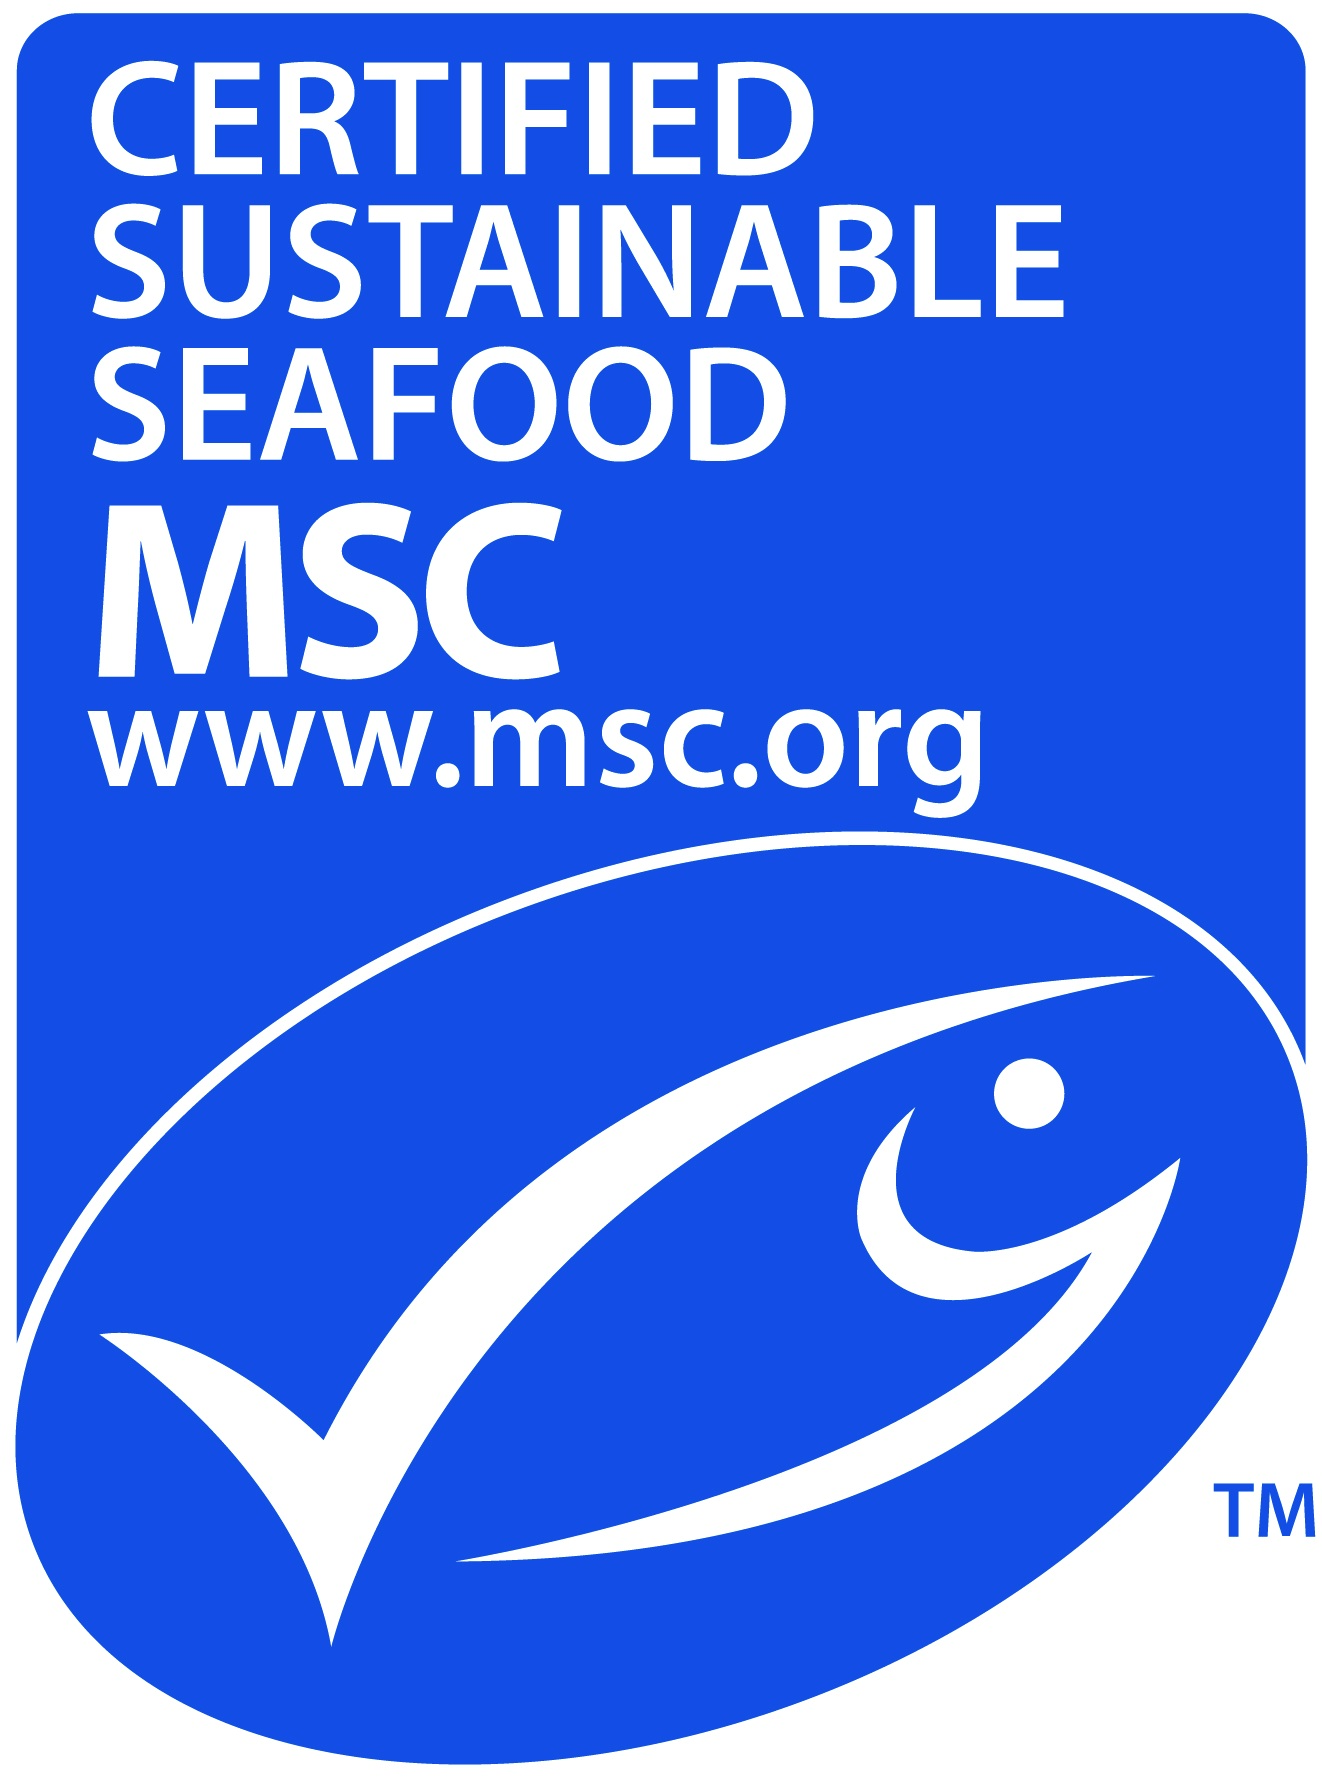 CERTIFIED
SUSTAINABLE
SEAFOOD
MSC
www.msc.org
TM